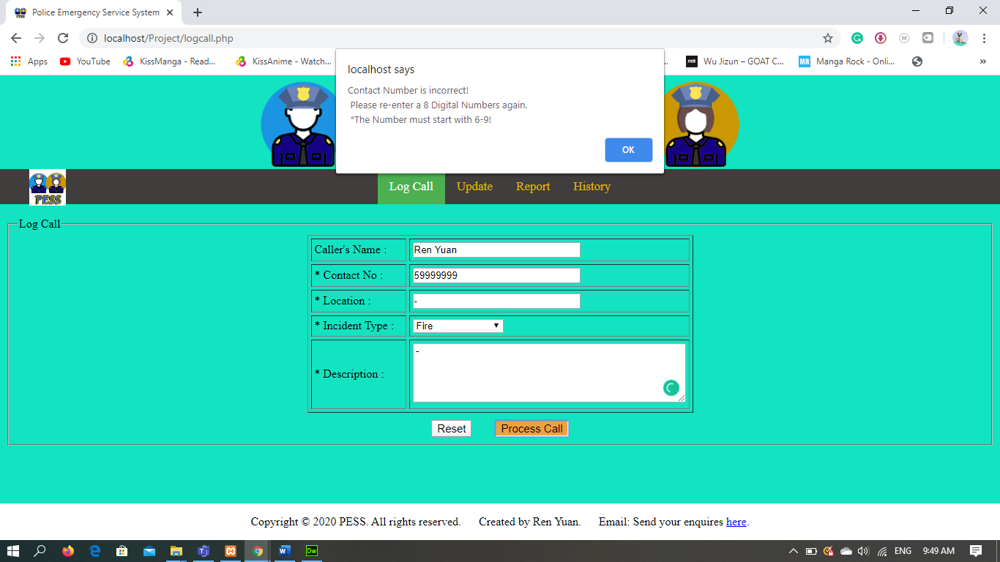 Police Emergency Service System
localhost/Project/logcall.php
Apps
YouTube
KissManga - Read...
KissAnime - Watch...
...
Wu Jizun – GOAT C...
MR
Manga Rock - Onli...
»
localhost says
Contact Number is incorrect!
Please re-enter a 8 Digital Numbers again.
*The Number must start with 6-9!
OK
PESS
Log Call
Update
Report
History
Log Call
Caller's Name :
Ren Yuan
* Contact No :
59999999
* Location :
-
* Incident Type :
Fire
* Description :
-
Reset
Process Call
Copyright © 2020 PESS. All rights reserved. Created by Ren Yuan. Email: Send your enquires here.
Dw
ENG
9:49 AM